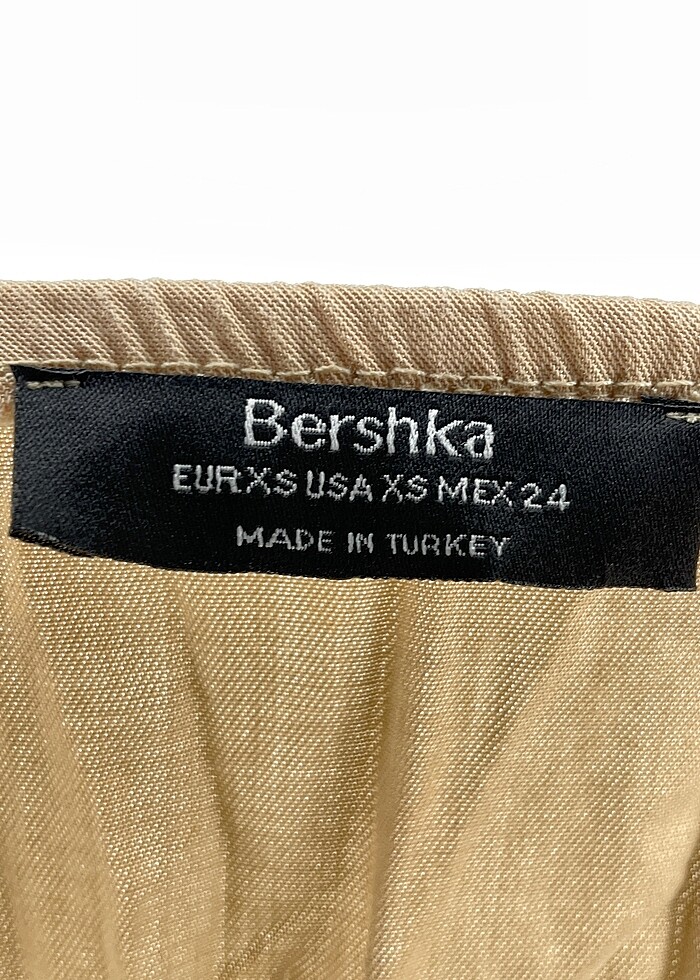 Bershka
EUR XS USA XS MEX 24
MADE IN TURKEY